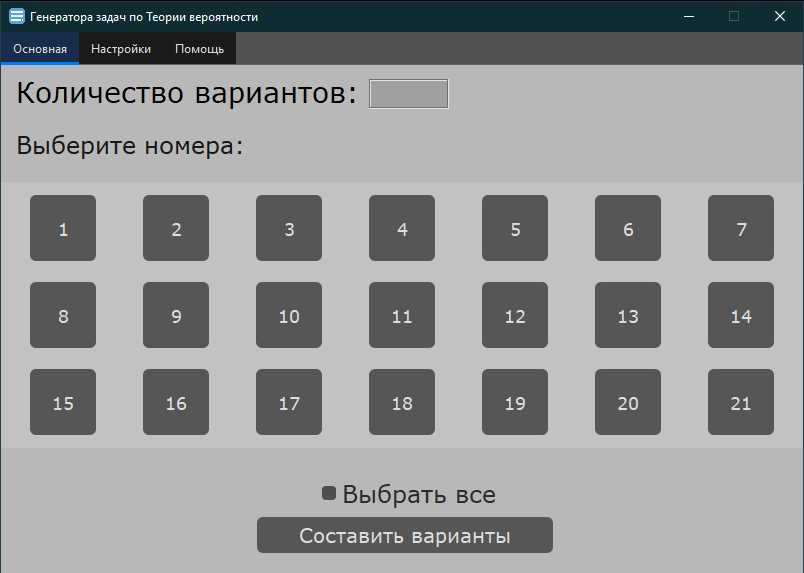 Генератора задач по Теории вероятности
Основная Настройки Помощь
Количество вариантов:
Выберите номера:
1 2 3 4 5 6 7
8 9 10 11 12 13 14
15 16 17 18 19 20 21
Выбрать все
Составить варианты